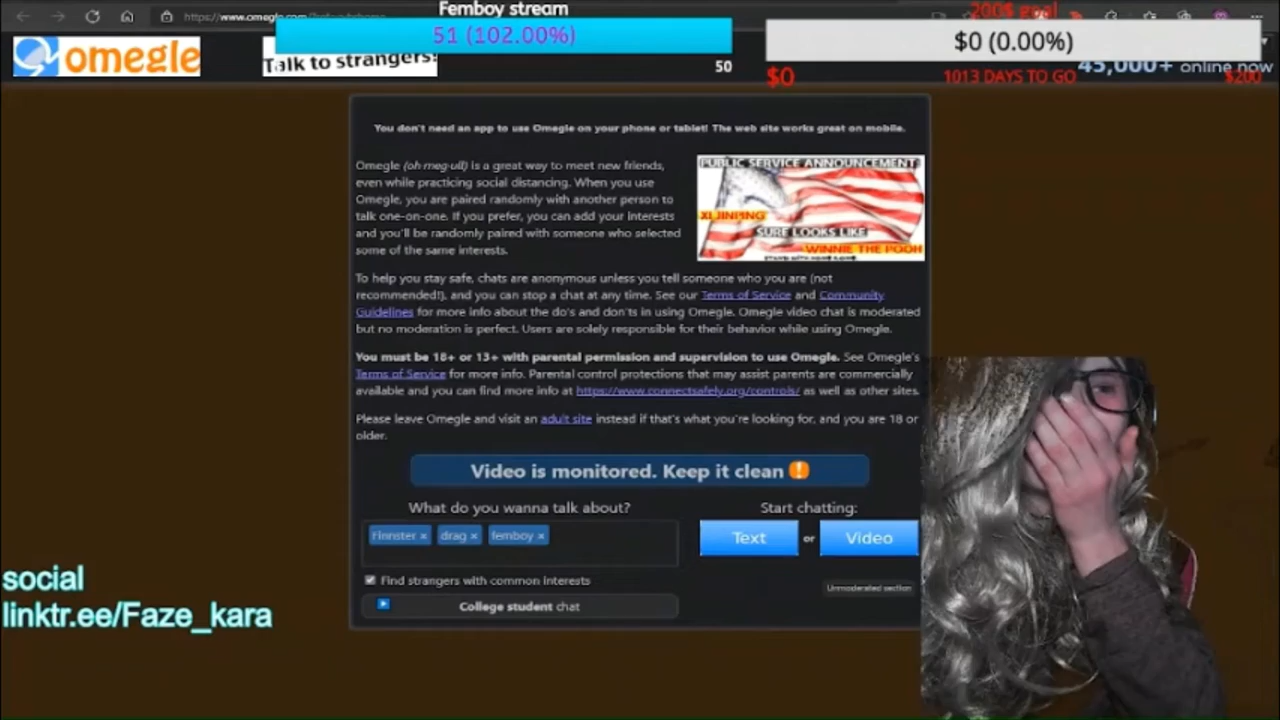 Femboy stream
51 (102.00%)
50
200$ goal
$0 (0.00%)
$0
1013 DAYS TO GO
$200
omegle
Talk to strangers!
45,000+ online now
You don't need an app to use Omegle on your phone or tablet! The web site works great on mobile.
Omegle (oh·meg·ull) is a great way to meet new friends,
even while practicing social distancing. When you use
Omegle, you are paired randomly with another person to
talk one-on-one. If you prefer, you can add your interests
and you'll be randomly paired with someone who selected
some of the same interests.
PUBLIC SERVICE ANNOUNCEMENT:
XI JINPING
SURE LOOKS LIKE
WINNIE THE POOH
To help you stay safe, chats are anonymous unless you tell someone who you are (not
recommended!), and you can stop a chat at any time. See our Terms of Service and Community
Guidelines for more info about the do's and don'ts in using Omegle. Omegle video chat is moderated
but no moderation is perfect. Users are solely responsible for their behavior while using Omegle.
You must be 18+ or 13+ with parental permission and supervision to use Omegle. See Omegle's
Terms of Service for more info. Parental control protections that may assist parents are commercially
available and you can find more info at https://www.connectsafely.org/controls/ as well as other sites.
Please leave Omegle and visit an adult site instead if that's what you're looking for, and you are 18 or
older.
Video is monitored. Keep it clean
What do you wanna talk about?
Start chatting:
Finnster × drag × femboy ×
Text or Video
Find strangers with common interests
Unmoderated section
College student chat
social
linktr.ee/Faze_kara